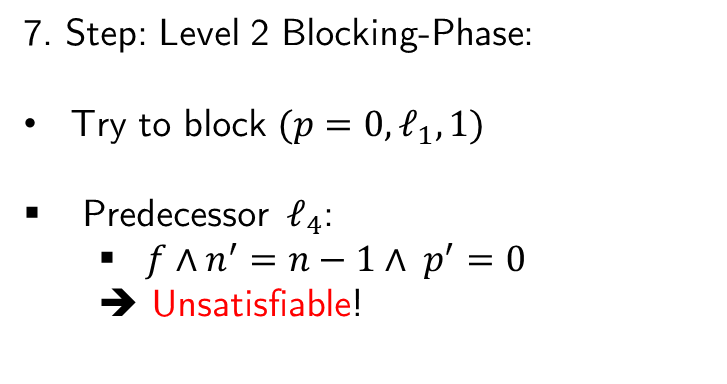 7. Step: Level 2 Blocking-Phase:
• Try to block (p = 0, ℓ₁, 1)
▪ Predecessor ℓ₄:
▪ f ∧ n′ = n − 1 ∧ p′ = 0
➔ Unsatisfiable!